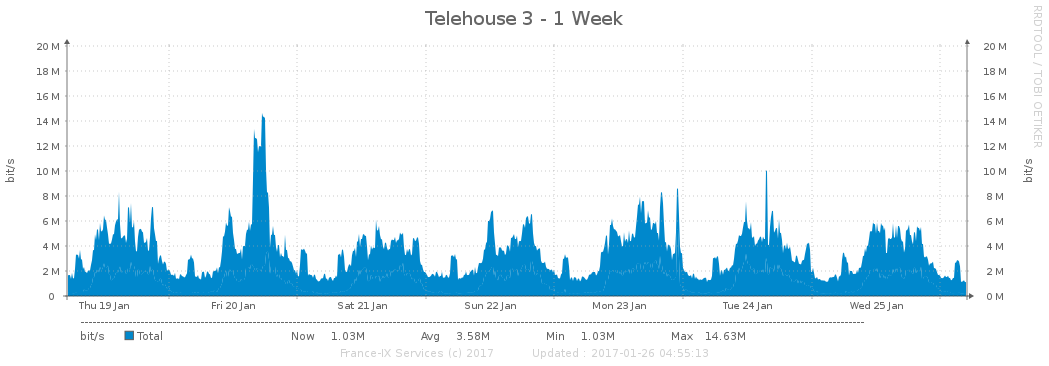 Telehouse 3 - 1 Week
RRDTOOL / TOBI OETIKER
bit/s
bit/s
20 M 20 M
18 M 18 M
16 M 16 M
14 M 14 M
12 M 12 M
10 M 10 M
8 M 8 M
6 M 6 M
4 M 4 M
2 M 2 M
0 0 M
Thu 19 Jan Fri 20 Jan Sat 21 Jan Sun 22 Jan Mon 23 Jan Tue 24 Jan Wed 25 Jan
bit/s Total Now 1.03M Avg 3.58M Min 1.03M Max 14.63M
France-IX Services (c) 2017 Updated : 2017-01-26 04:55:13